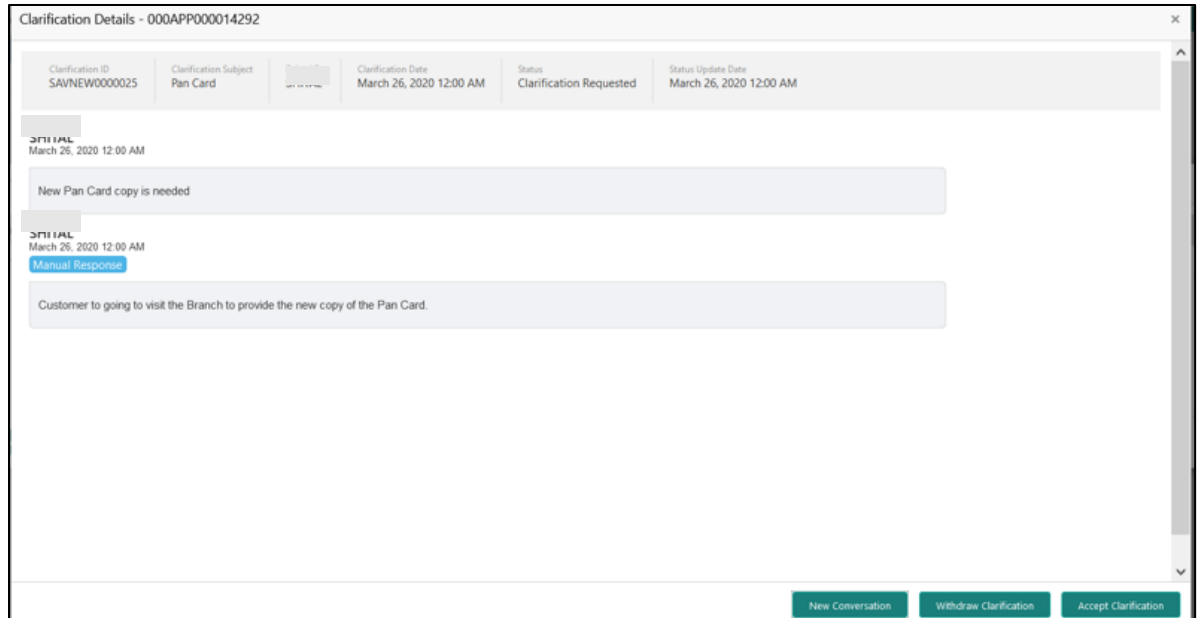 Clarification Details - 000APP000014292
×
Clarification ID
Clarification Subject
Clarification Date
Status
Status Update Date
SAVNEW0000025
Pan Card
March 26, 2020 12:00 AM
Clarification Requested
March 26, 2020 12:00 AM
SHITAL
March 26, 2020 12:00 AM
New Pan Card copy is needed
SHITAL
March 26, 2020 12:00 AM
Manual Response
Customer to going to visit the Branch to provide the new copy of the Pan Card.
New Conversation
Withdraw Clarification
Accept Clarification